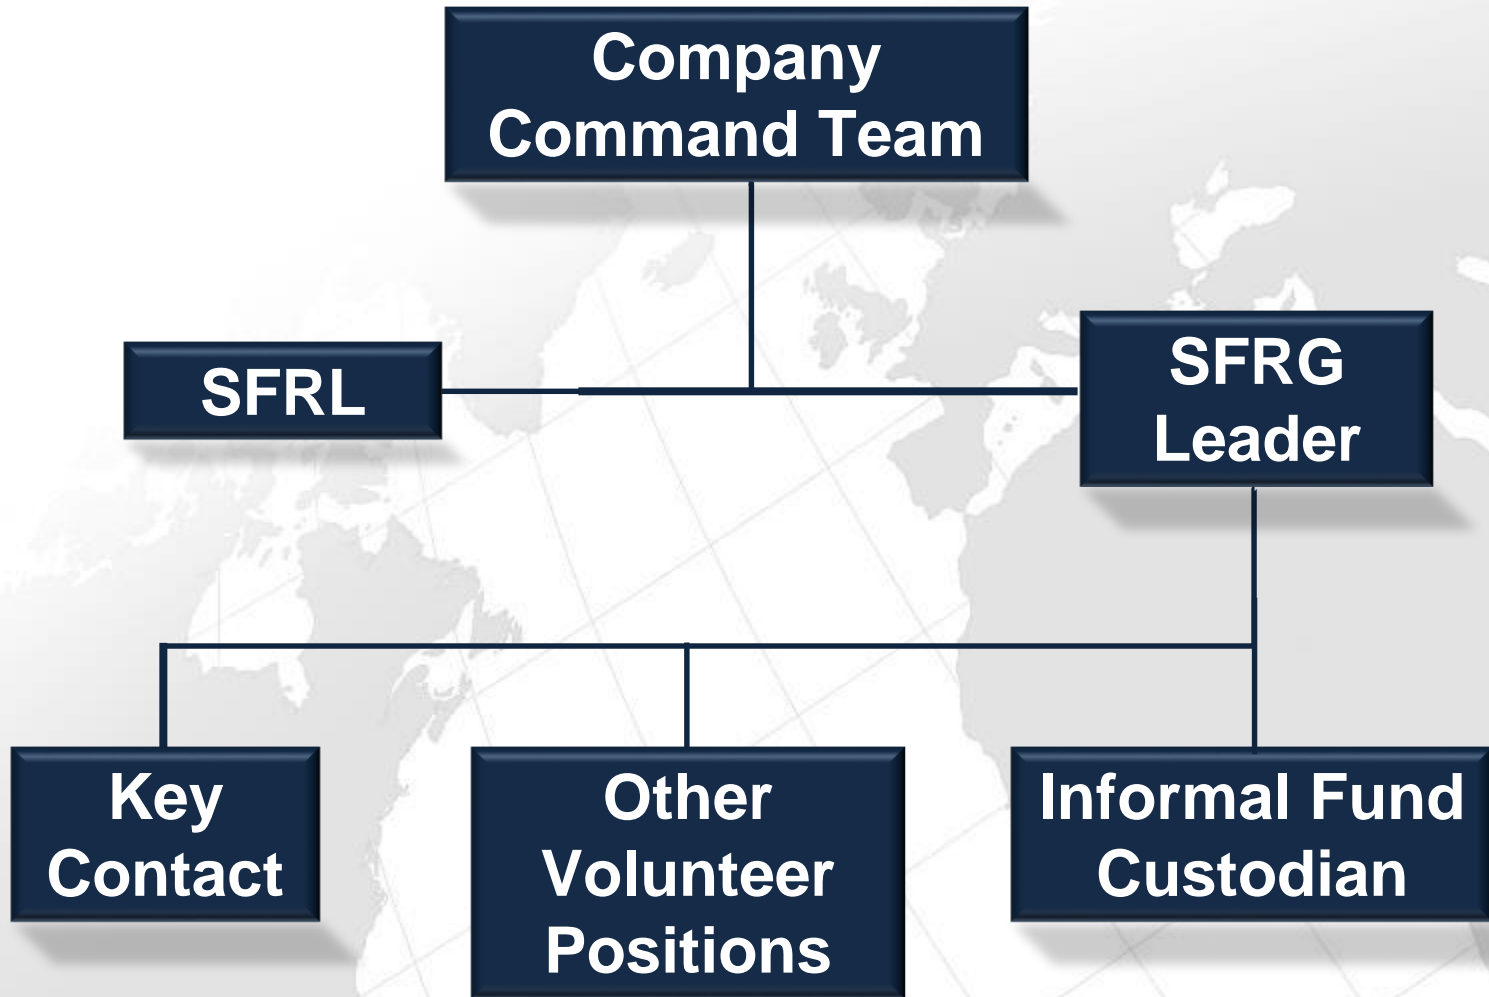 Company
Command Team
SFRL
SFRG
Leader
Key
Contact
Other
Volunteer
Positions
Informal Fund
Custodian